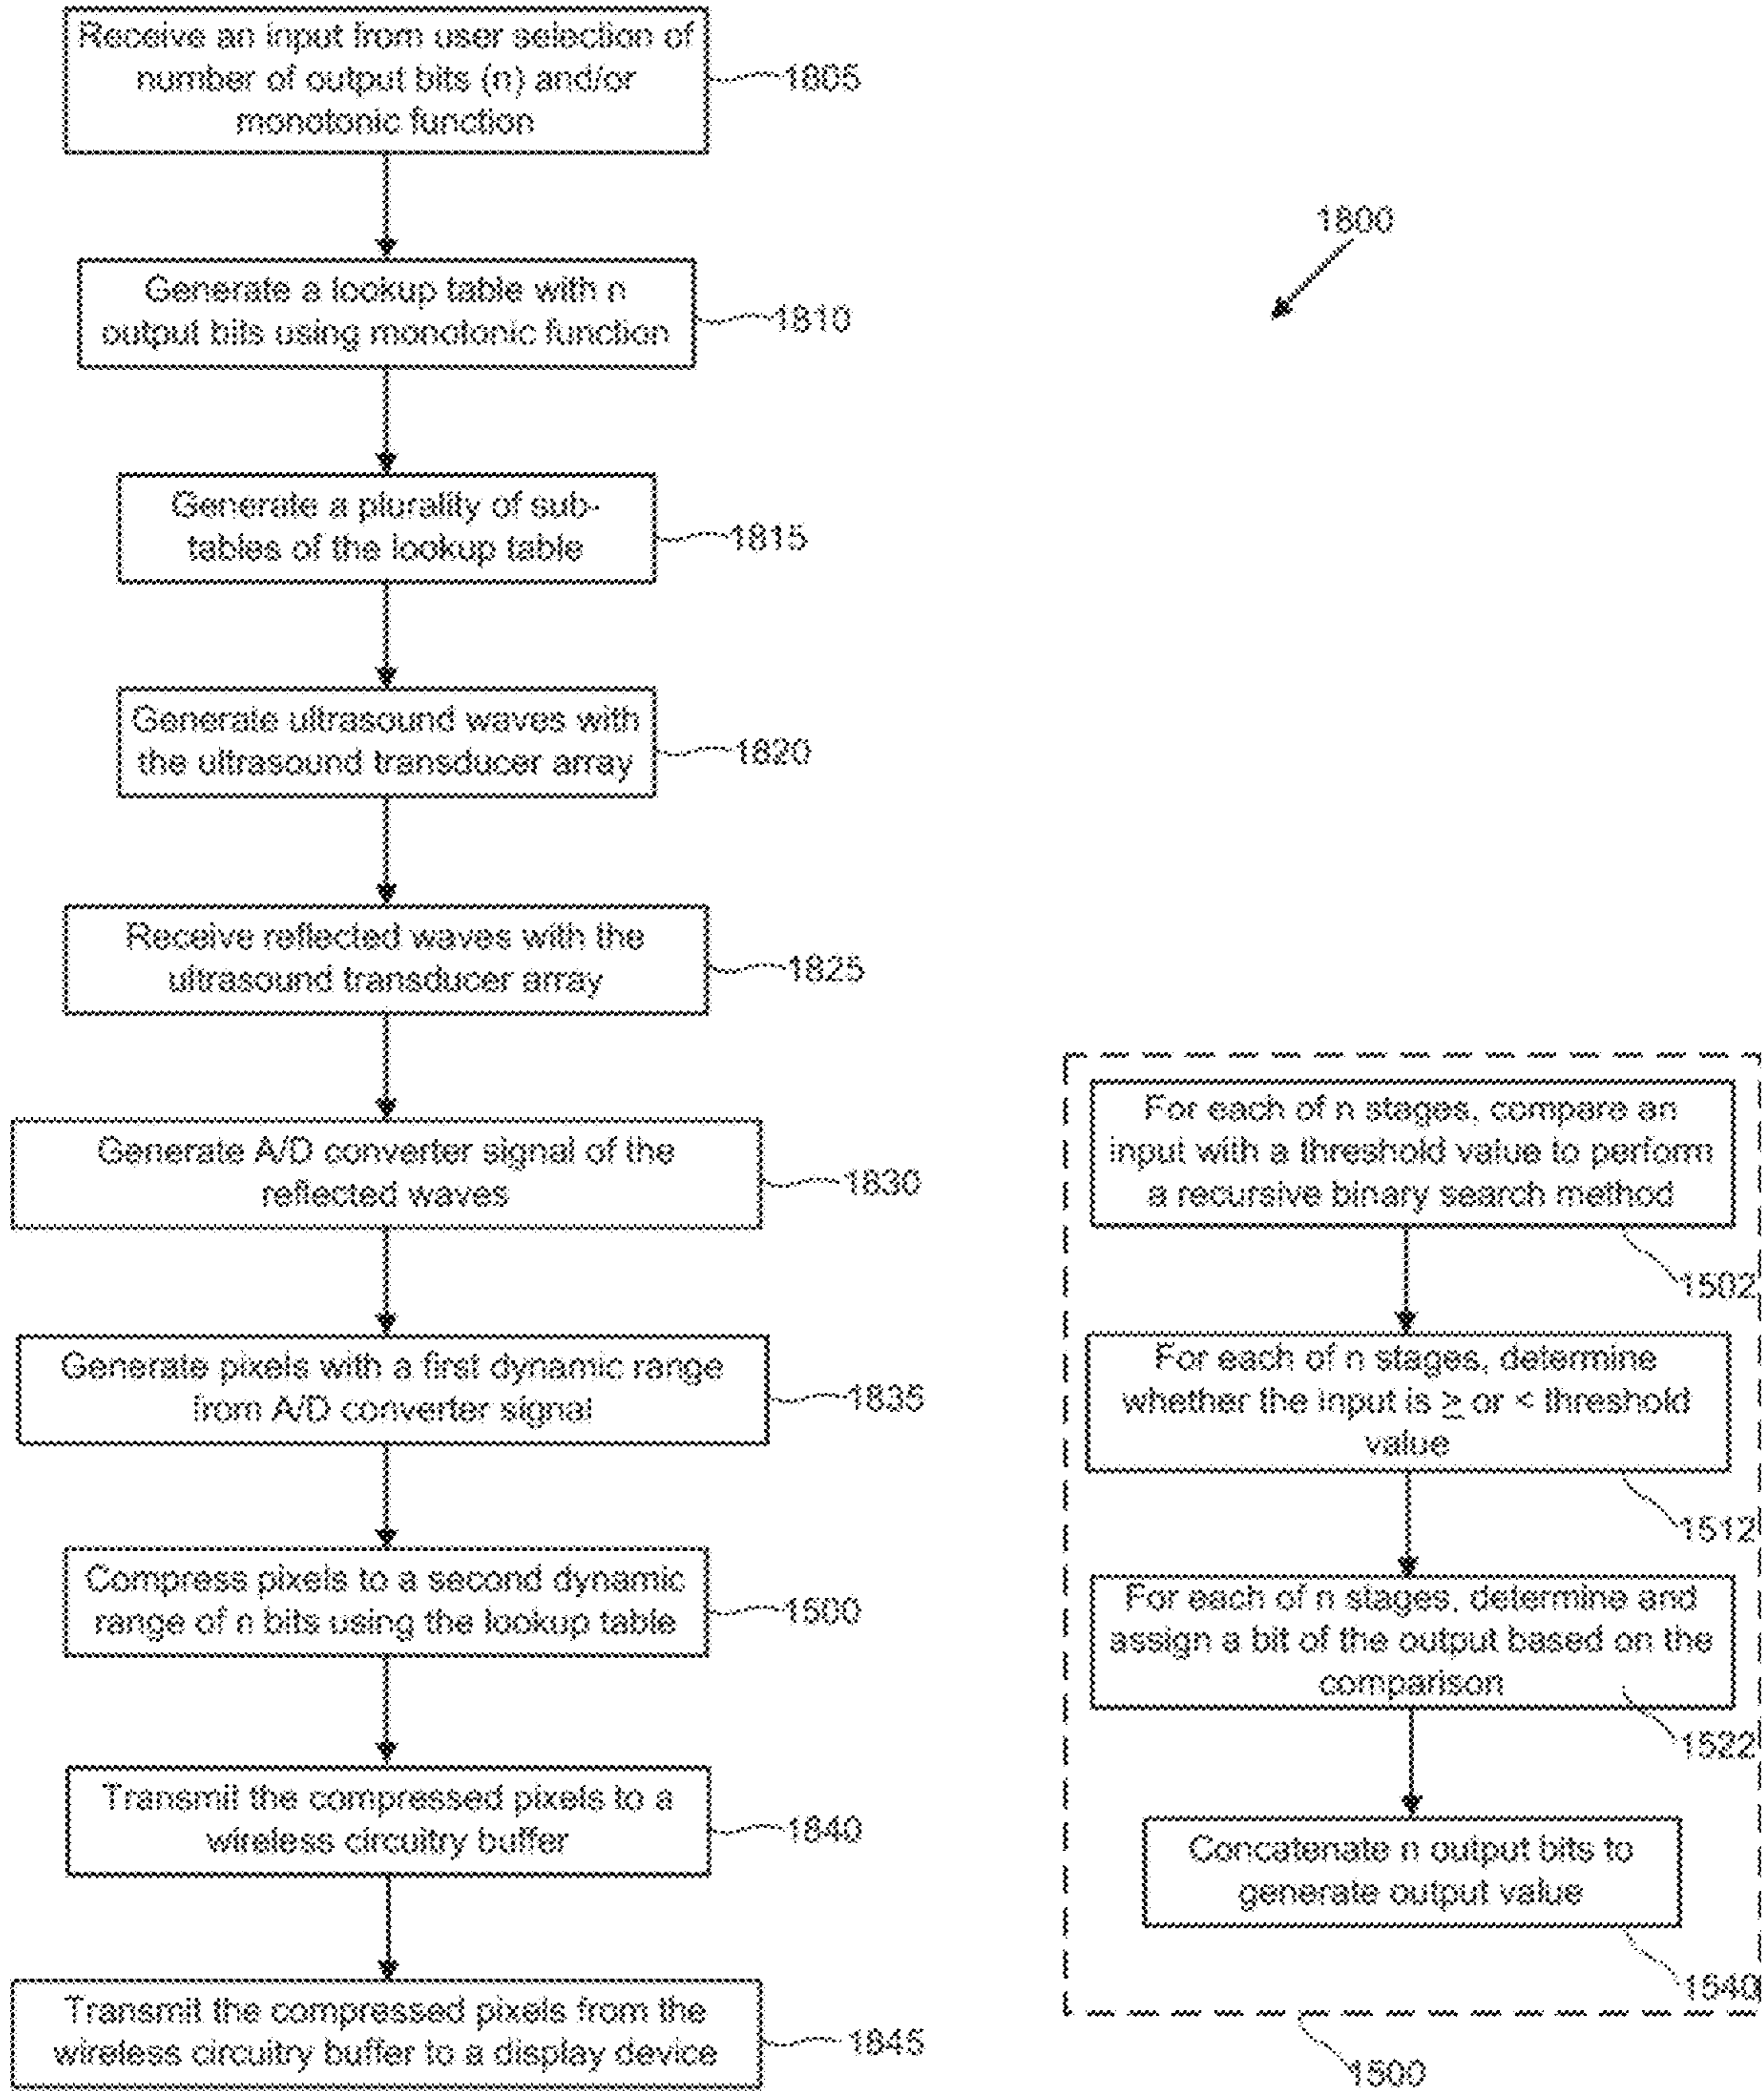 Receive an input from user selection of
number of output bits (n) and/or
monotonic function
1805
1800
Generate a lookup table with n
output bits using monotonic function
1810
Generate a plurality of sub-
tables of the lookup table
1815
Generate ultrasound waves with
the ultrasound transducer array
1820
Receive reflected waves with the
ultrasound transducer array
1825
Generate A/D converter signal of the
reflected waves
1830
Generate pixels with a first dynamic range
from A/D converter signal
1835
Compress pixels to a second dynamic
range of n bits using the lookup table
1500
Transmit the compressed pixels to a
wireless circuitry buffer
1840
Transmit the compressed pixels from the
wireless circuitry buffer to a display device
1845
For each of n stages, compare an
input with a threshold value to perform
a recursive binary search method
1502
For each of n stages, determine
whether the input is ≥ or < threshold
value
1512
For each of n stages, determine and
assign a bit of the output based on the
comparison
1522
Concatenate n output bits to
generate output value
1540
1500